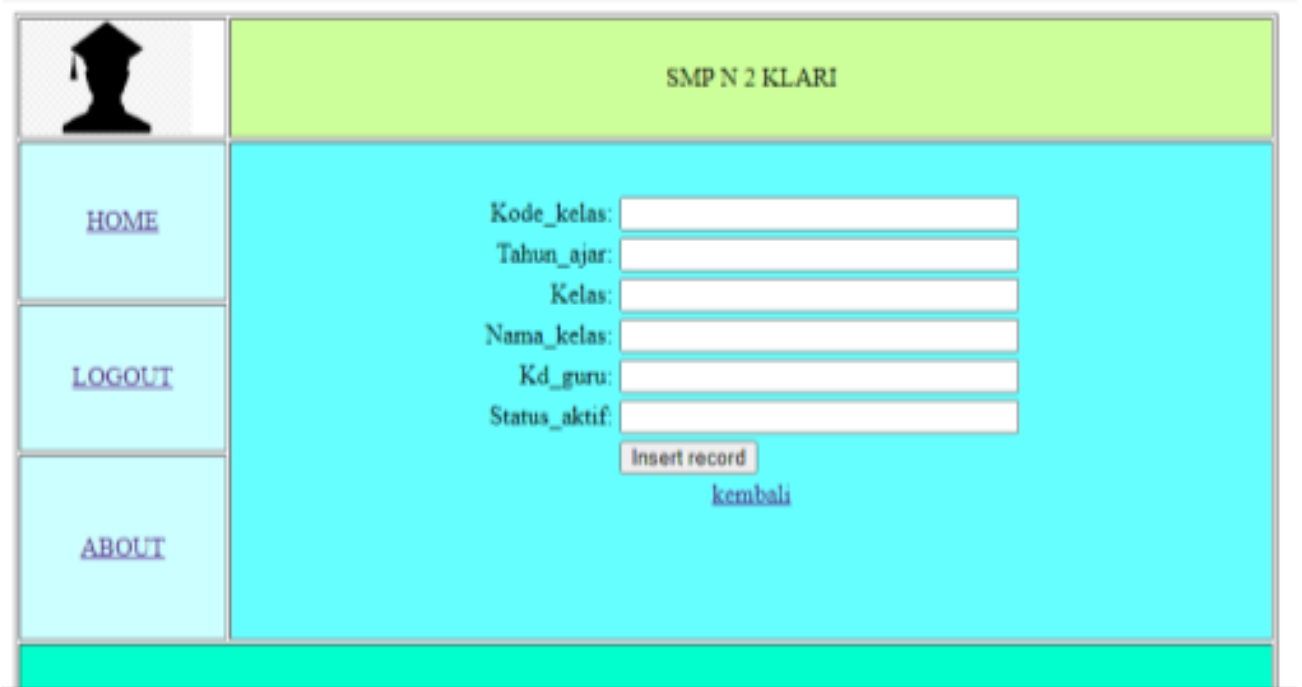 SMP N 2 KLARI
HOME
LOGOUT
ABOUT
Kode_kelas:
Tahun_ajar:
Kelas:
Nama_kelas:
Kd_guru:
Status_aktif:
Insert record
kembali